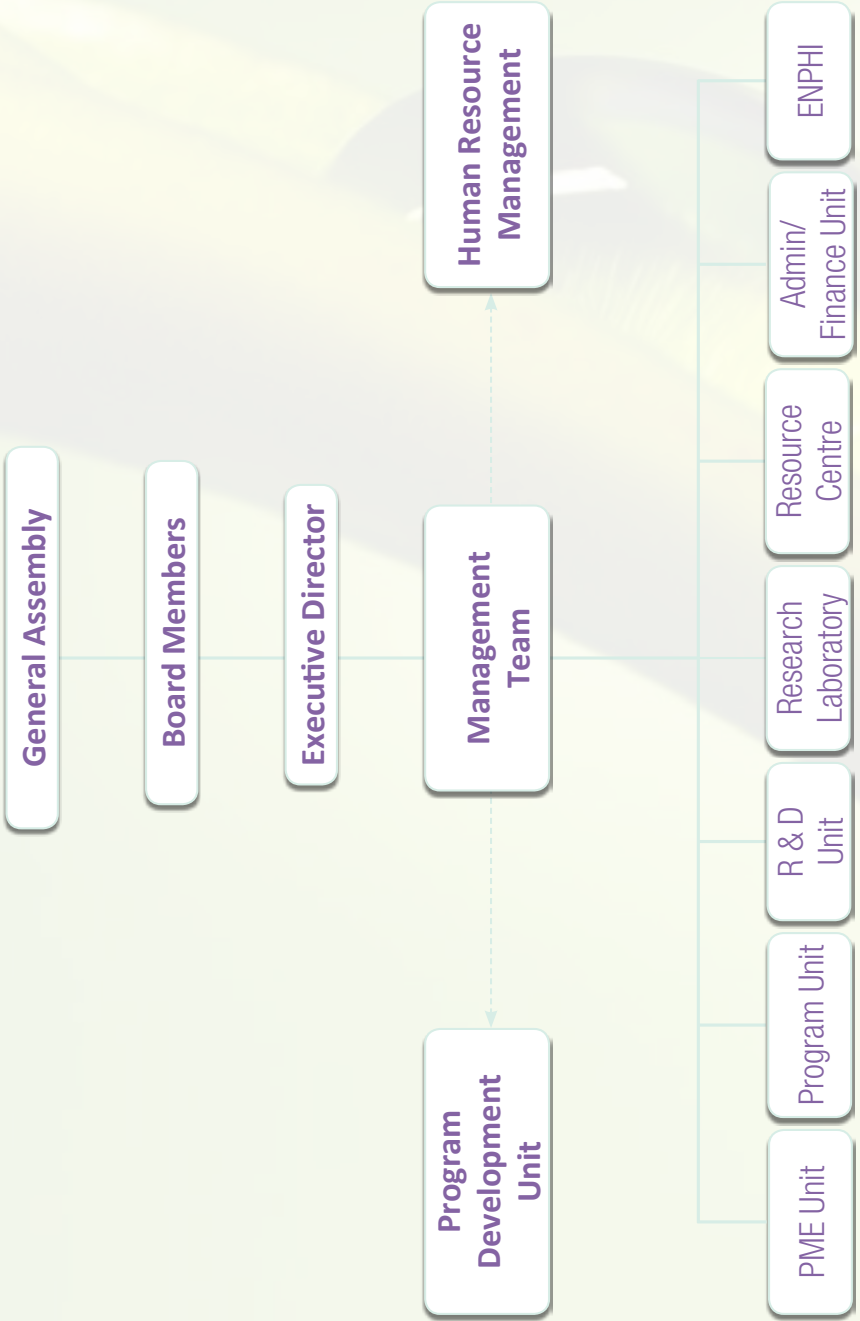 General Assembly
Board Members
Executive Director
Program
Development
Unit
Management
Team
Human Resource
Management
PME Unit
Program Unit
R & D
Unit
Research
Laboratory
Resource
Centre
Admin/
Finance Unit
ENPHI